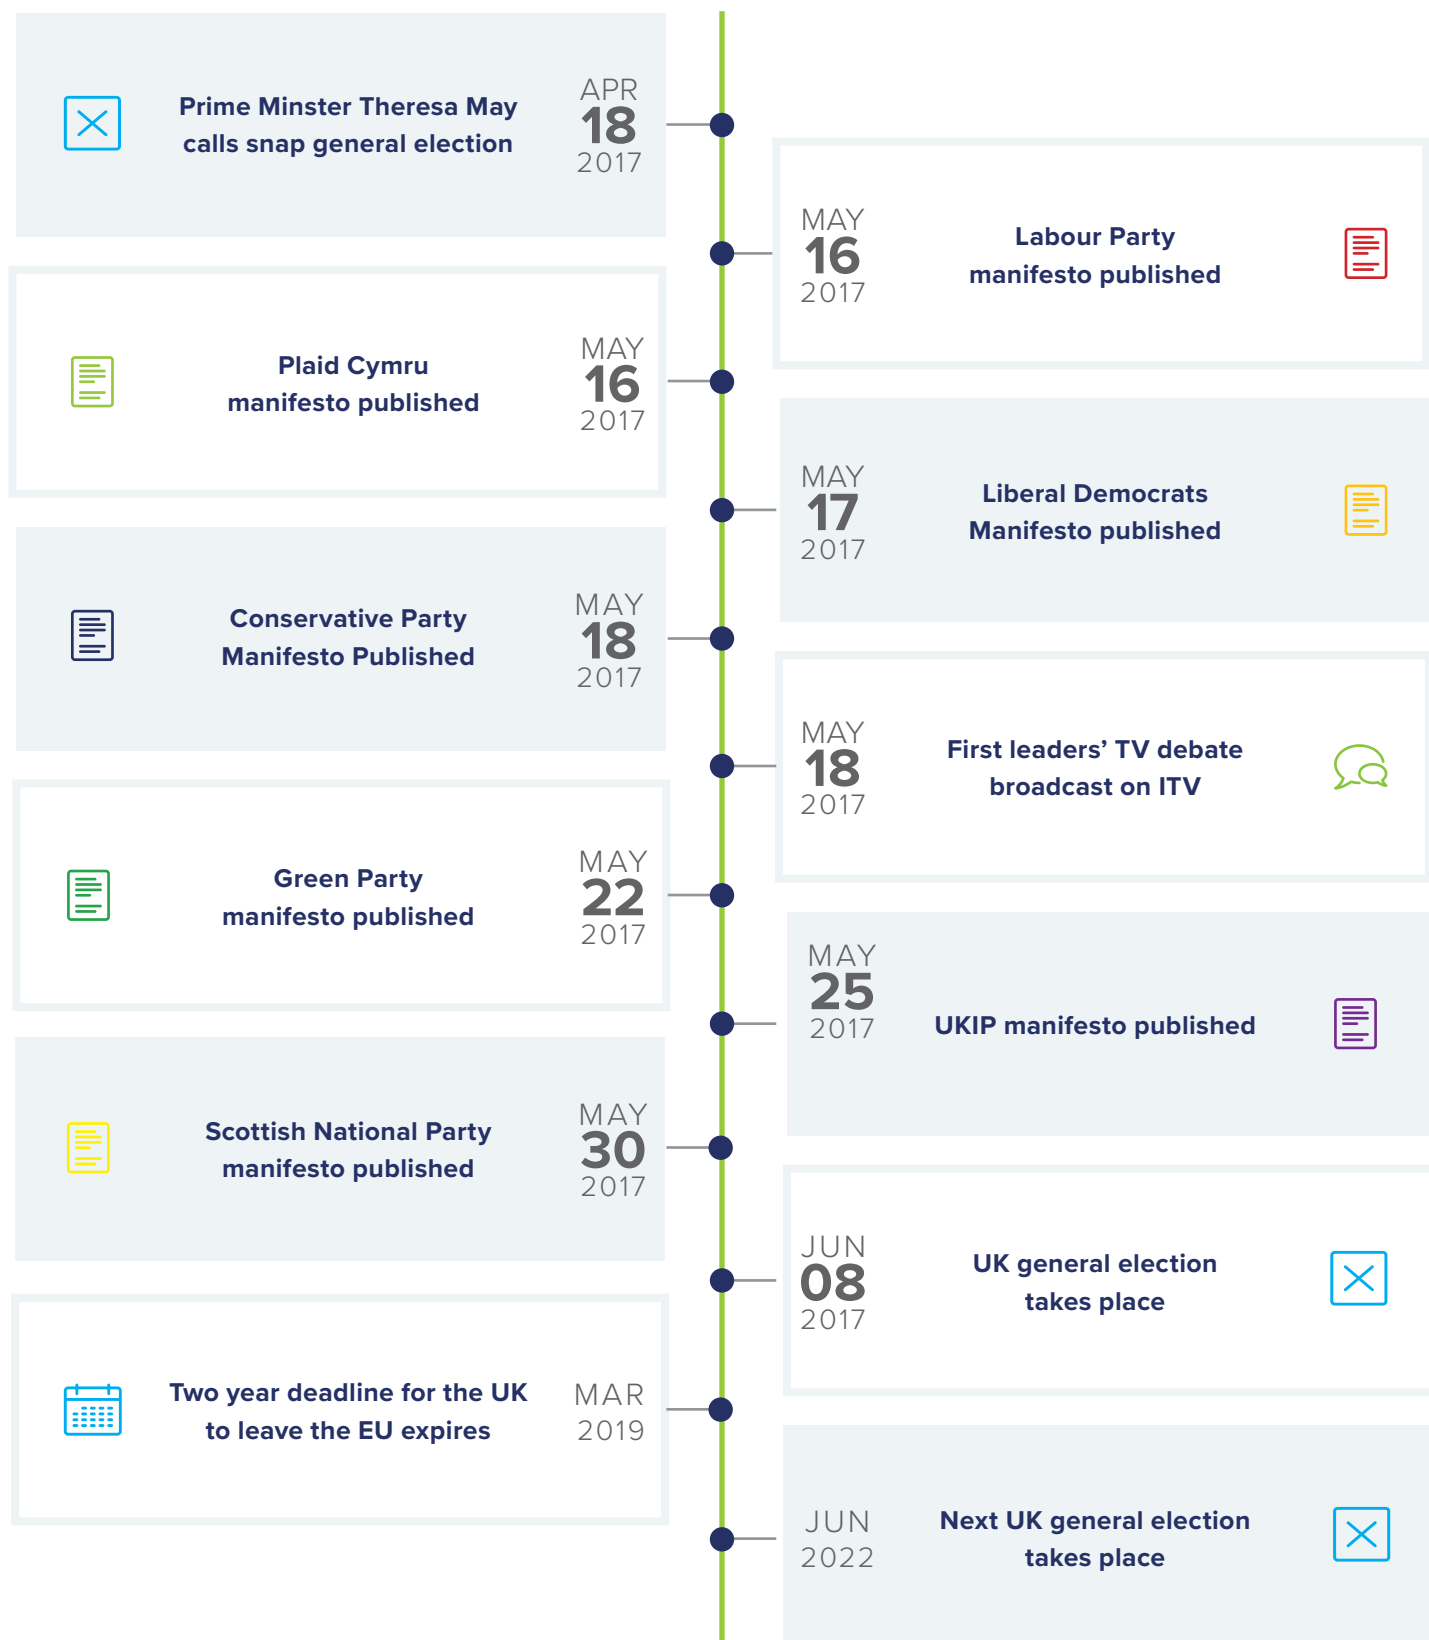 Prime Minster Theresa May
calls snap general election
APR
18
2017
MAY
16
2017
Labour Party
manifesto published
Plaid Cymru
manifesto published
MAY
16
2017
MAY
17
2017
Liberal Democrats
Manifesto published
Conservative Party
Manifesto Published
MAY
18
2017
MAY
18
2017
First leaders’ TV debate
broadcast on ITV
Green Party
manifesto published
MAY
22
2017
MAY
25
2017
UKIP manifesto published
Scottish National Party
manifesto published
MAY
30
2017
JUN
08
2017
UK general election
takes place
Two year deadline for the UK
to leave the EU expires
MAR
2019
JUN
2022
Next UK general election
takes place